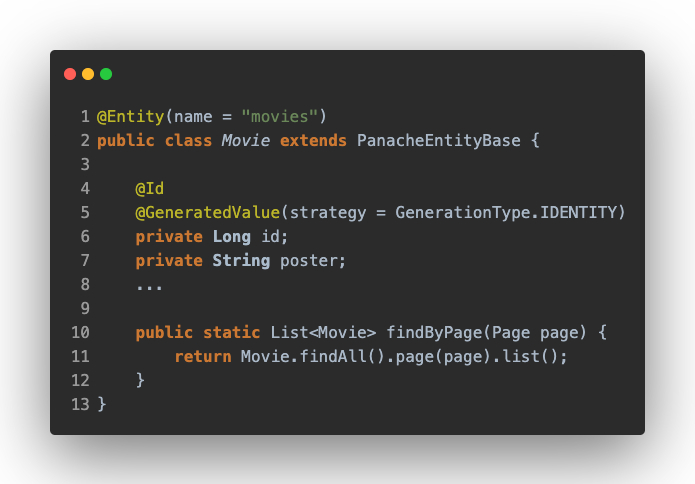 1 @Entity(name = "movies")
2 public class Movie extends PanacheEntityBase {
3
4     @Id
5     @GeneratedValue(strategy = GenerationType.IDENTITY)
6     private Long id;
7     private String poster;
8     ...
9
10     public static List<Movie> findByPage(Page page) {
11         return Movie.findAll().page(page).list();
12     }
13 }